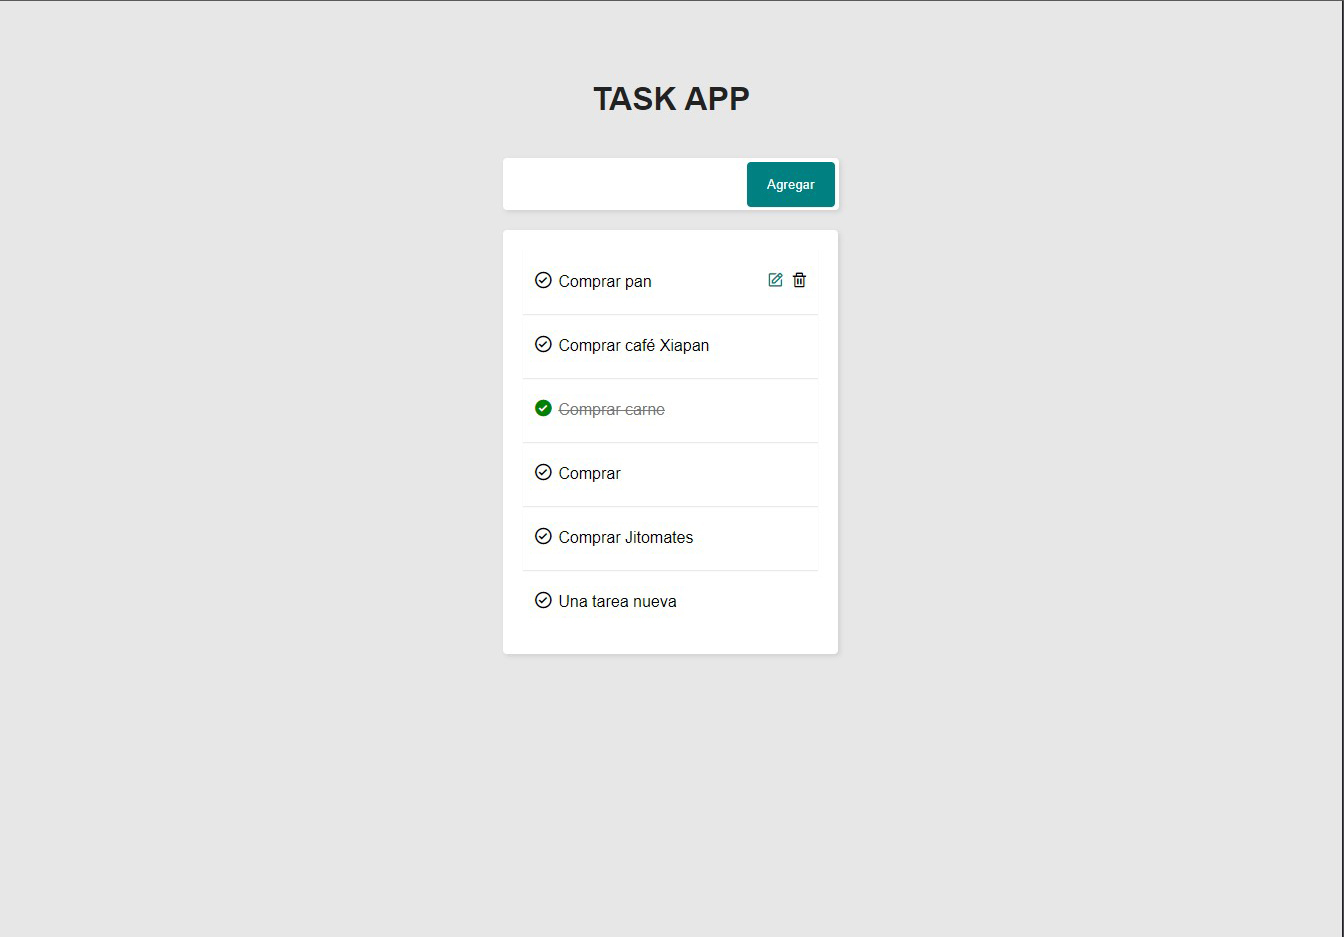 TASK APP
Agregar
Comprar pan
Comprar café Xiapan
Comprar carne
Comprar
Comprar Jitomates
Una tarea nueva